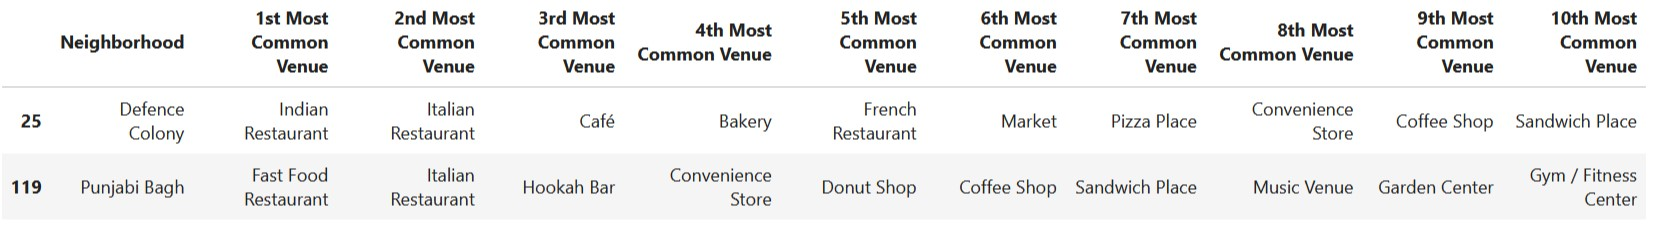 Neighborhood
1st Most
Common
Venue
2nd Most
Common
Venue
3rd Most
Common
Venue
4th Most
Common Venue
5th Most
Common
Venue
6th Most
Common
Venue
7th Most
Common
Venue
8th Most
Common Venue
9th Most
Common
Venue
10th Most
Common
Venue
25
Defence
Colony
Indian
Restaurant
Italian
Restaurant
Café
Bakery
French
Restaurant
Market
Pizza Place
Convenience
Store
Coffee Shop
Sandwich Place
119
Punjabi Bagh
Fast Food
Restaurant
Italian
Restaurant
Hookah Bar
Convenience
Store
Donut Shop
Coffee Shop
Sandwich Place
Music Venue
Garden Center
Gym / Fitness
Center